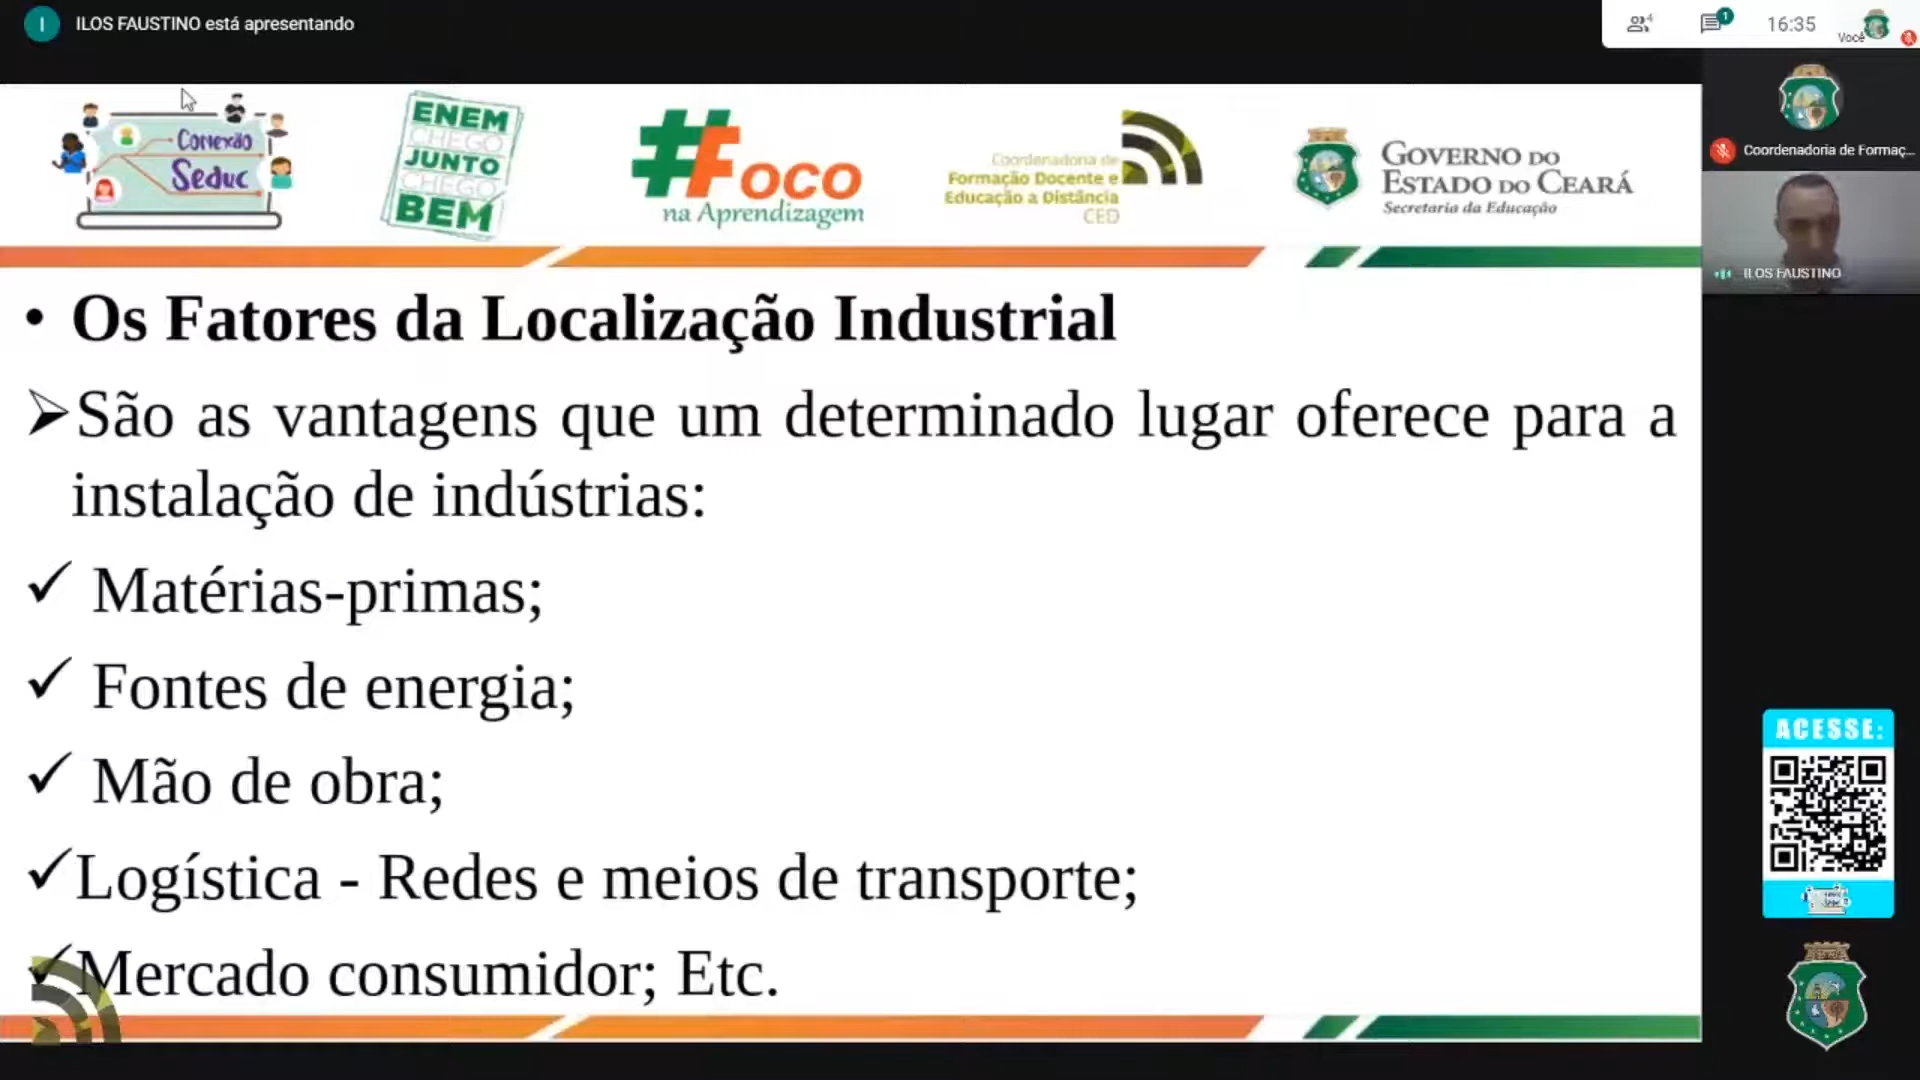 I ILOS FAUSTINO está apresentando
4
1
16:35
Você
Conexão
Seduc
ENEM
CHEGO
JUNTO
CHEGO
BEM
#Foco
na Aprendizagem
Coordenadoria de
Formação Docente e
Educação a Distância
CED
GOVERNO DO
ESTADO DO CEARÁ
Secretaria da Educação
Coordenadoria de Formaç...
ILOS FAUSTINO
• Os Fatores da Localização Industrial
São as vantagens que um determinado lugar oferece para a
instalação de indústrias:
Matérias-primas;
Fontes de energia;
Mão de obra;
Logística - Redes e meios de transporte;
Mercado consumidor; Etc.
ACESSE: